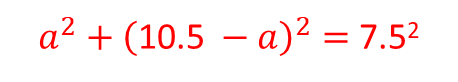 a² + (10.5 − a)² = 7.5²